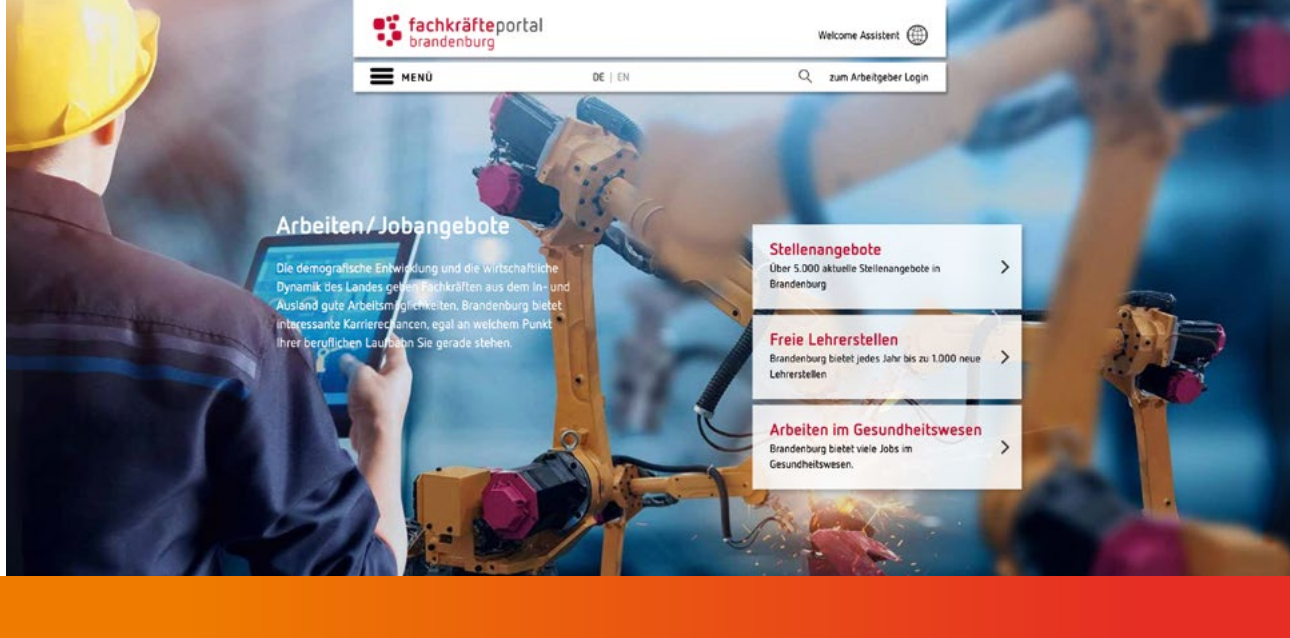 fachkräfteportal
brandenburg
Welcome Assistent
MENÜ
DE | EN
zum Arbeitgeber Login
Arbeiten/Jobangebote
Die demografische Entwicklung und die wirtschaftliche
Dynamik des Landes geben Fachkräften aus dem In- und
Ausland gute Arbeitsmöglichkeiten. Brandenburg bietet
interessante Karrierechancen, egal an welchem Punkt
Ihrer beruflichen Laufbahn Sie gerade stehen.
Stellenangebote
Über 5.000 aktuelle Stellenangebote in
Brandenburg
Freie Lehrerstellen
Brandenburg bietet jedes Jahr bis zu 1.000 neue
Lehrerstellen
Arbeiten im Gesundheitswesen
Brandenburg bietet viele Jobs im
Gesundheitswesen.